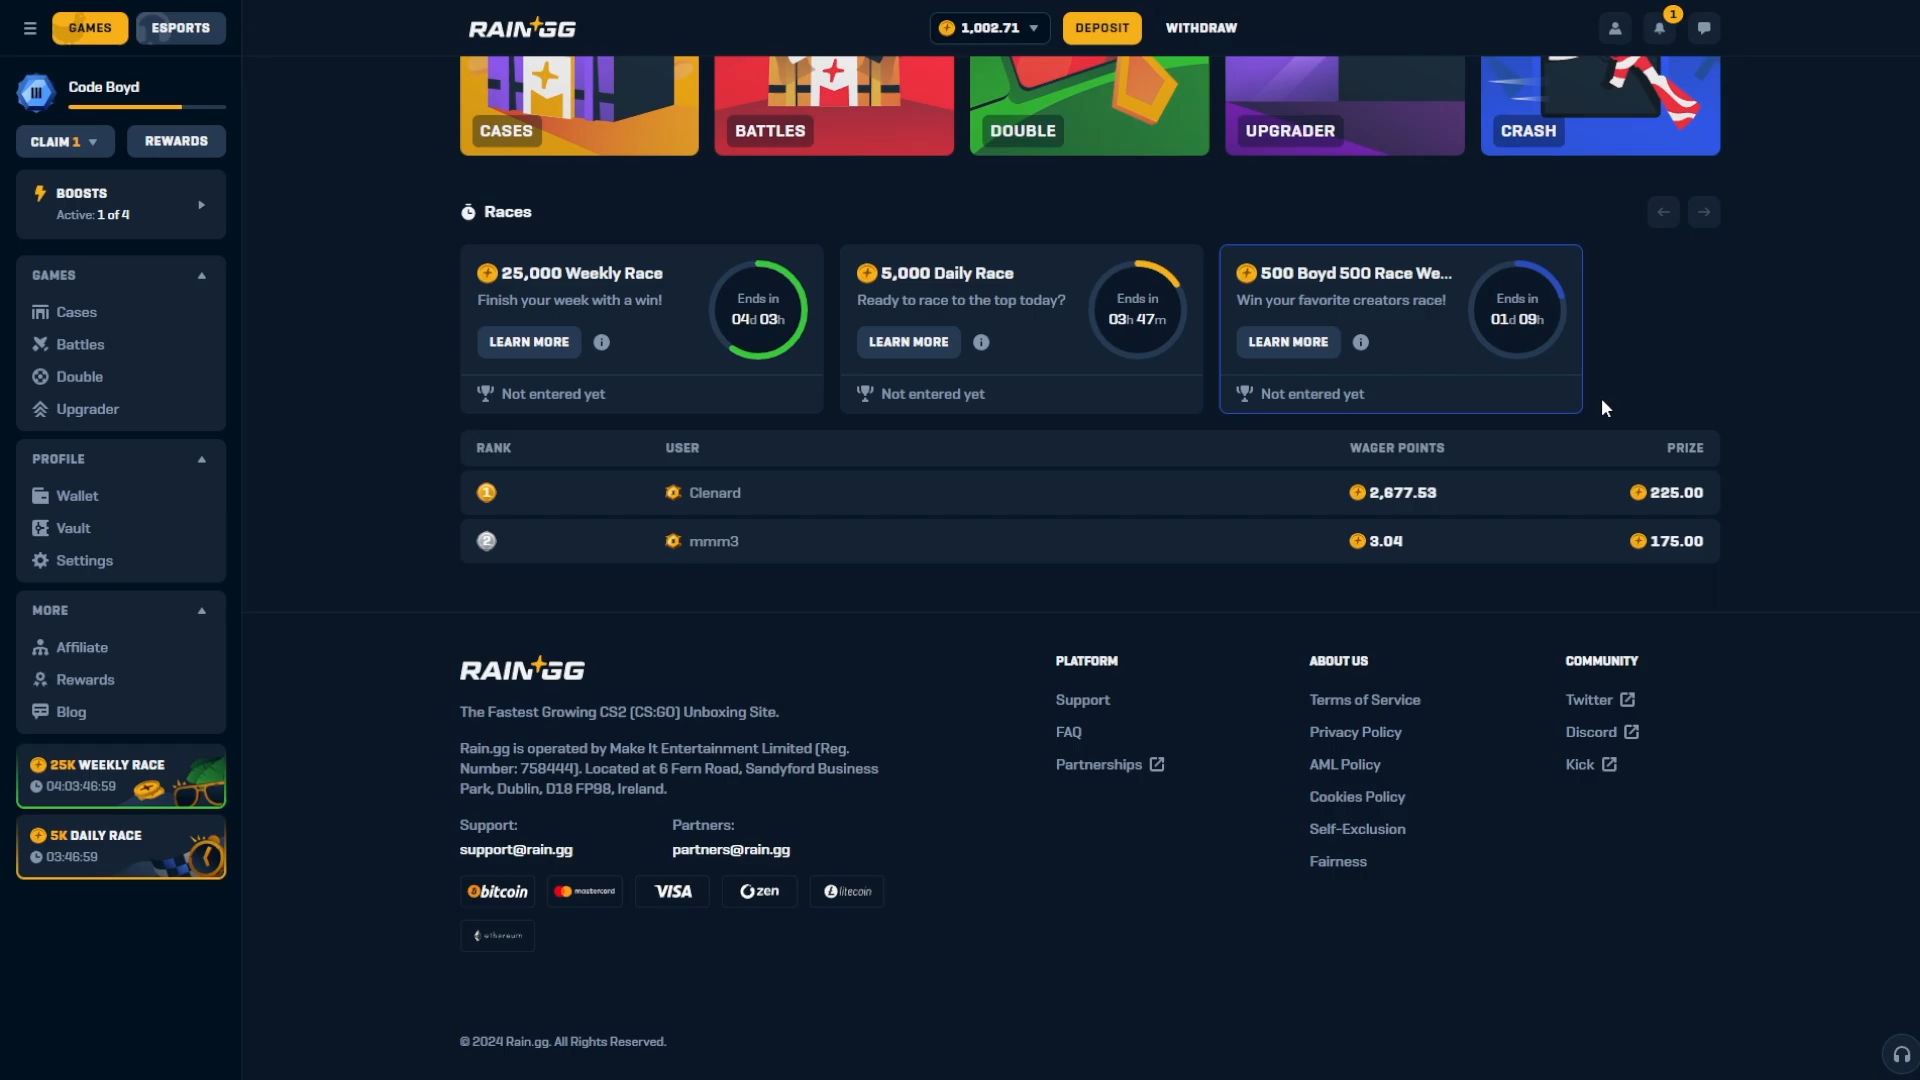 GAMES
ESPORTS
RAIN GG
1,002.71
DEPOSIT
WITHDRAW
1
Code Boyd
CLAIM 1
REWARDS
BOOSTS
Active: 1 of 4
GAMES
Cases
Battles
Double
Upgrader
PROFILE
Wallet
Vault
Settings
MORE
Affiliate
Rewards
Blog
25K WEEKLY RACE
04:03:46:59
5K DAILY RACE
03:46:59
CASES
BATTLES
DOUBLE
UPGRADER
CRASH
Races
25,000 Weekly Race
Finish your week with a win!
LEARN MORE
Ends in
04d 03h
Not entered yet
5,000 Daily Race
Ready to race to the top today?
LEARN MORE
Ends in
03h 47m
Not entered yet
500 Boyd 500 Race We...
Win your favorite creators race!
LEARN MORE
Ends in
01d 09h
Not entered yet
RANK USER WAGER POINTS PRIZE
1 Clenard 2,677.53 225.00
2 mmm3 3.04 175.00
RAIN GG
The Fastest Growing CS2 (CS:GO) Unboxing Site.
Rain.gg is operated by Make It Entertainment Limited (Reg.
Number: 758444). Located at 6 Fern Road, Sandyford Business
Park, Dublin, D18 FP98, Ireland.
Support:
support@rain.gg
Partners:
partners@rain.gg
bitcoin
mastercard
VISA
zen
litecoin
ethereum
PLATFORM
Support
FAQ
Partnerships
ABOUT US
Terms of Service
Privacy Policy
AML Policy
Cookies Policy
Self-Exclusion
Fairness
COMMUNITY
Twitter
Discord
Kick
© 2024 Rain.gg. All Rights Reserved.